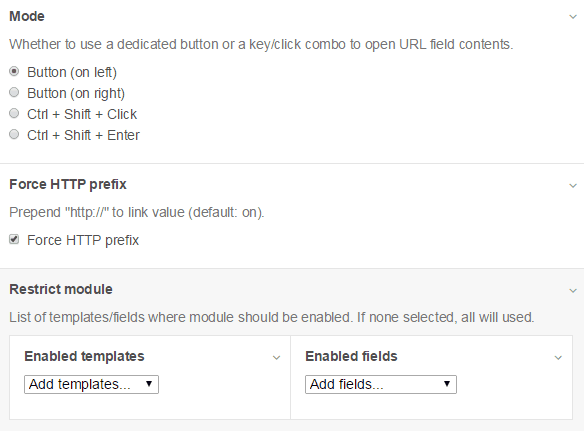 Mode
Whether to use a dedicated button or a key/click combo to open URL field contents.
Button (on left)
Button (on right)
Ctrl + Shift + Click
Ctrl + Shift + Enter
Force HTTP prefix
Prepend "http://" to link value (default: on).
Force HTTP prefix
Restrict module
List of templates/fields where module should be enabled. If none selected, all will used.
Enabled templates
Add templates...
Enabled fields
Add fields...